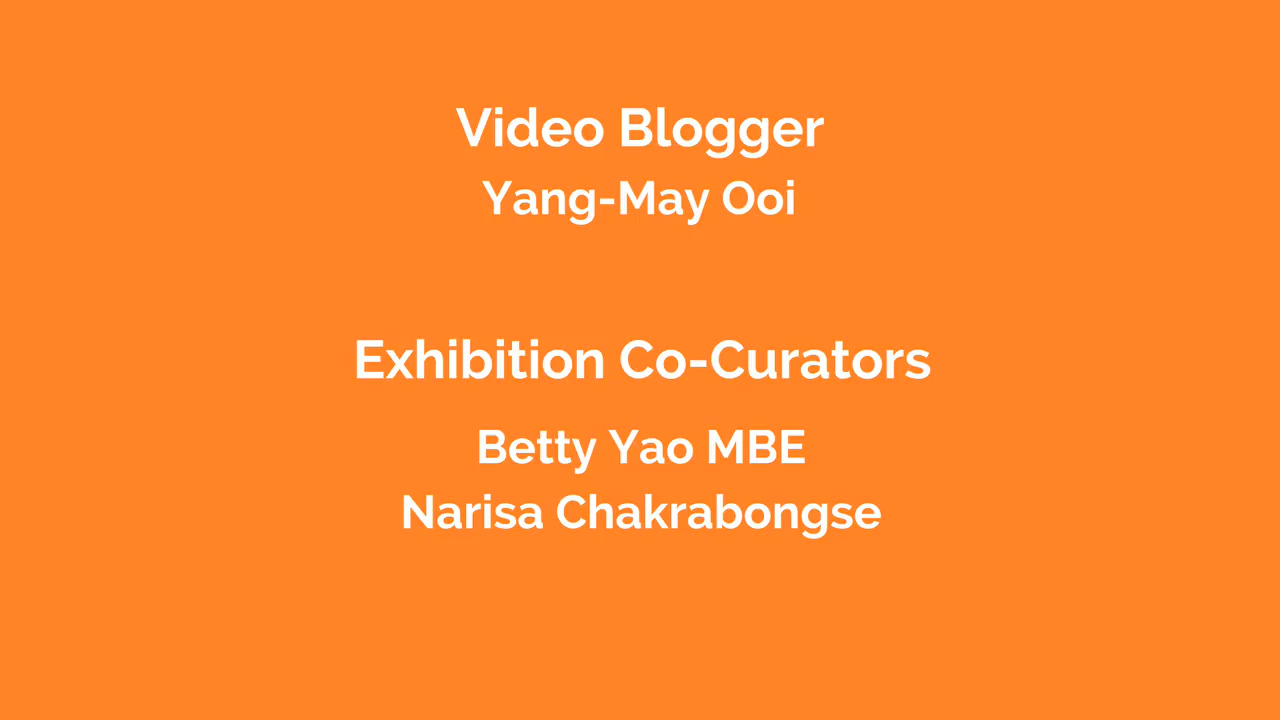 Video Blogger
Yang-May Ooi
Exhibition Co-Curators
Betty Yao MBE
Narisa Chakrabongse